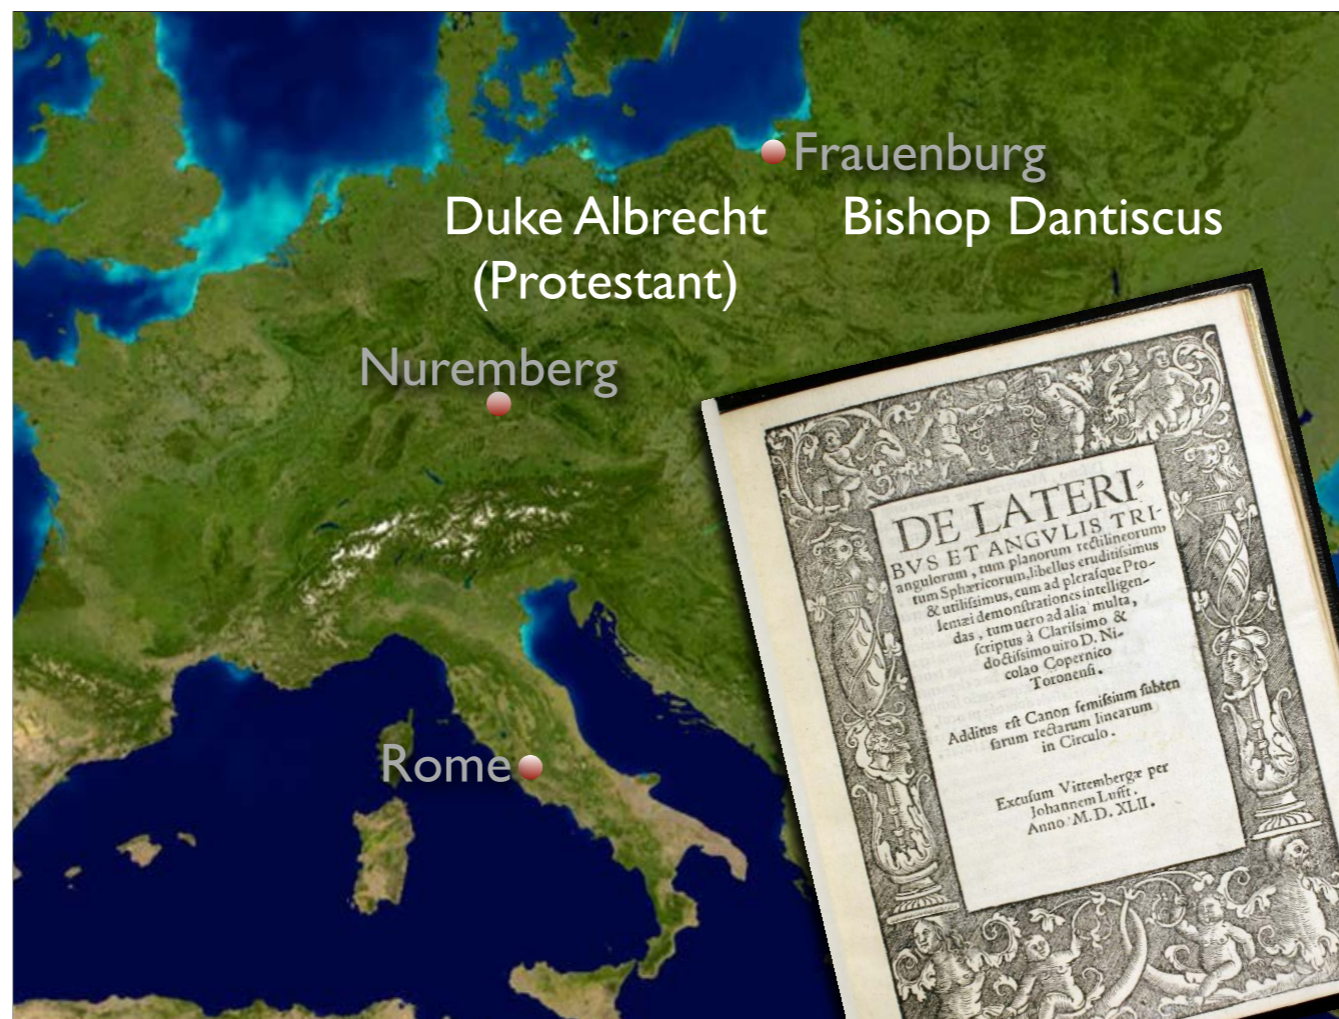 Frauenburg
Duke Albrecht
(Protestant)
Bishop Dantiscus
Nuremberg
Rome
DE LATERI⸗
BVS ET ANGVLIS TRI-
angulorum, tum planorum rectilineorum,
tum Sphæricorum, libellus eruditißimus
& utilißimus, cum ad plerasque Pto-
lemæi demonstrationes intelligen-
das, tum uero ad alia multa,
scriptus à Clarißimo &
doctißimo uiro D. Ni-
colao Copernico
Toronensi.
Additus est Canon semißium subten
sarum rectarum linearum
in Circulo.
Excusum Vittembergæ per
Johannem Lufft.
Anno M. D. XLII.